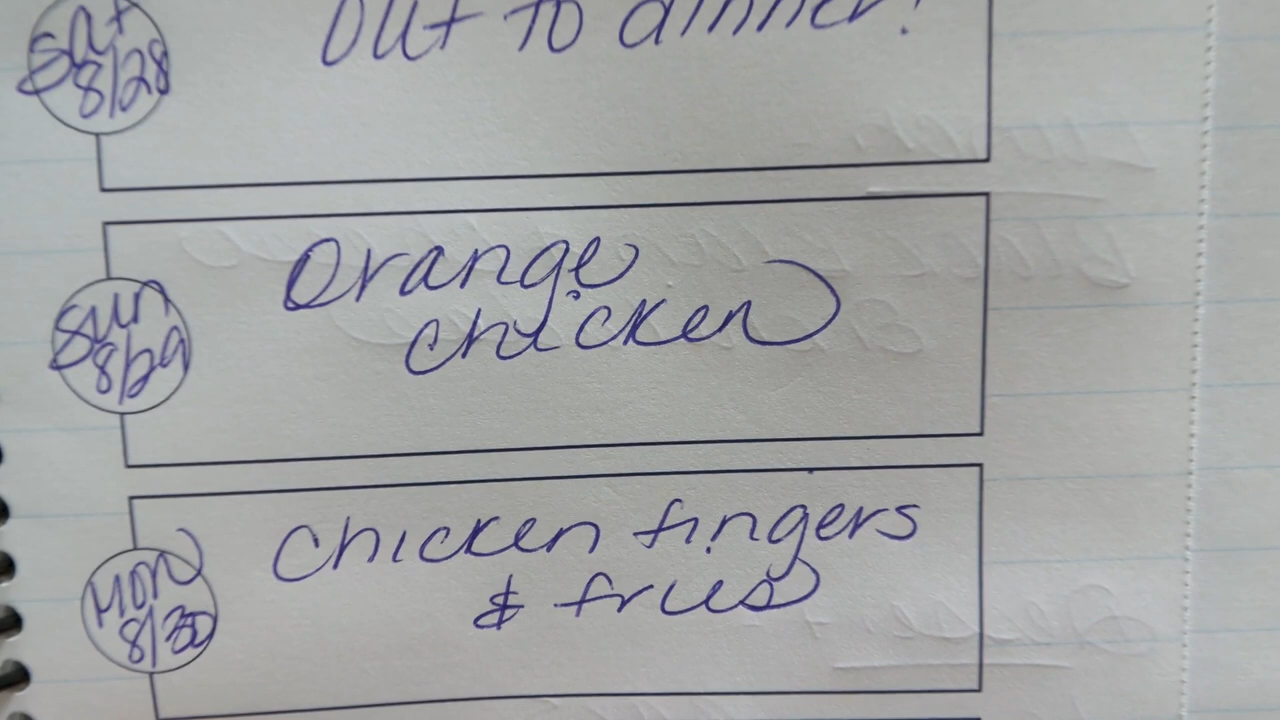 Sat
8/28
out to dinner!
Orange
chicken
Sun
8/29
Chicken fingers
& fries
Mon
8/30